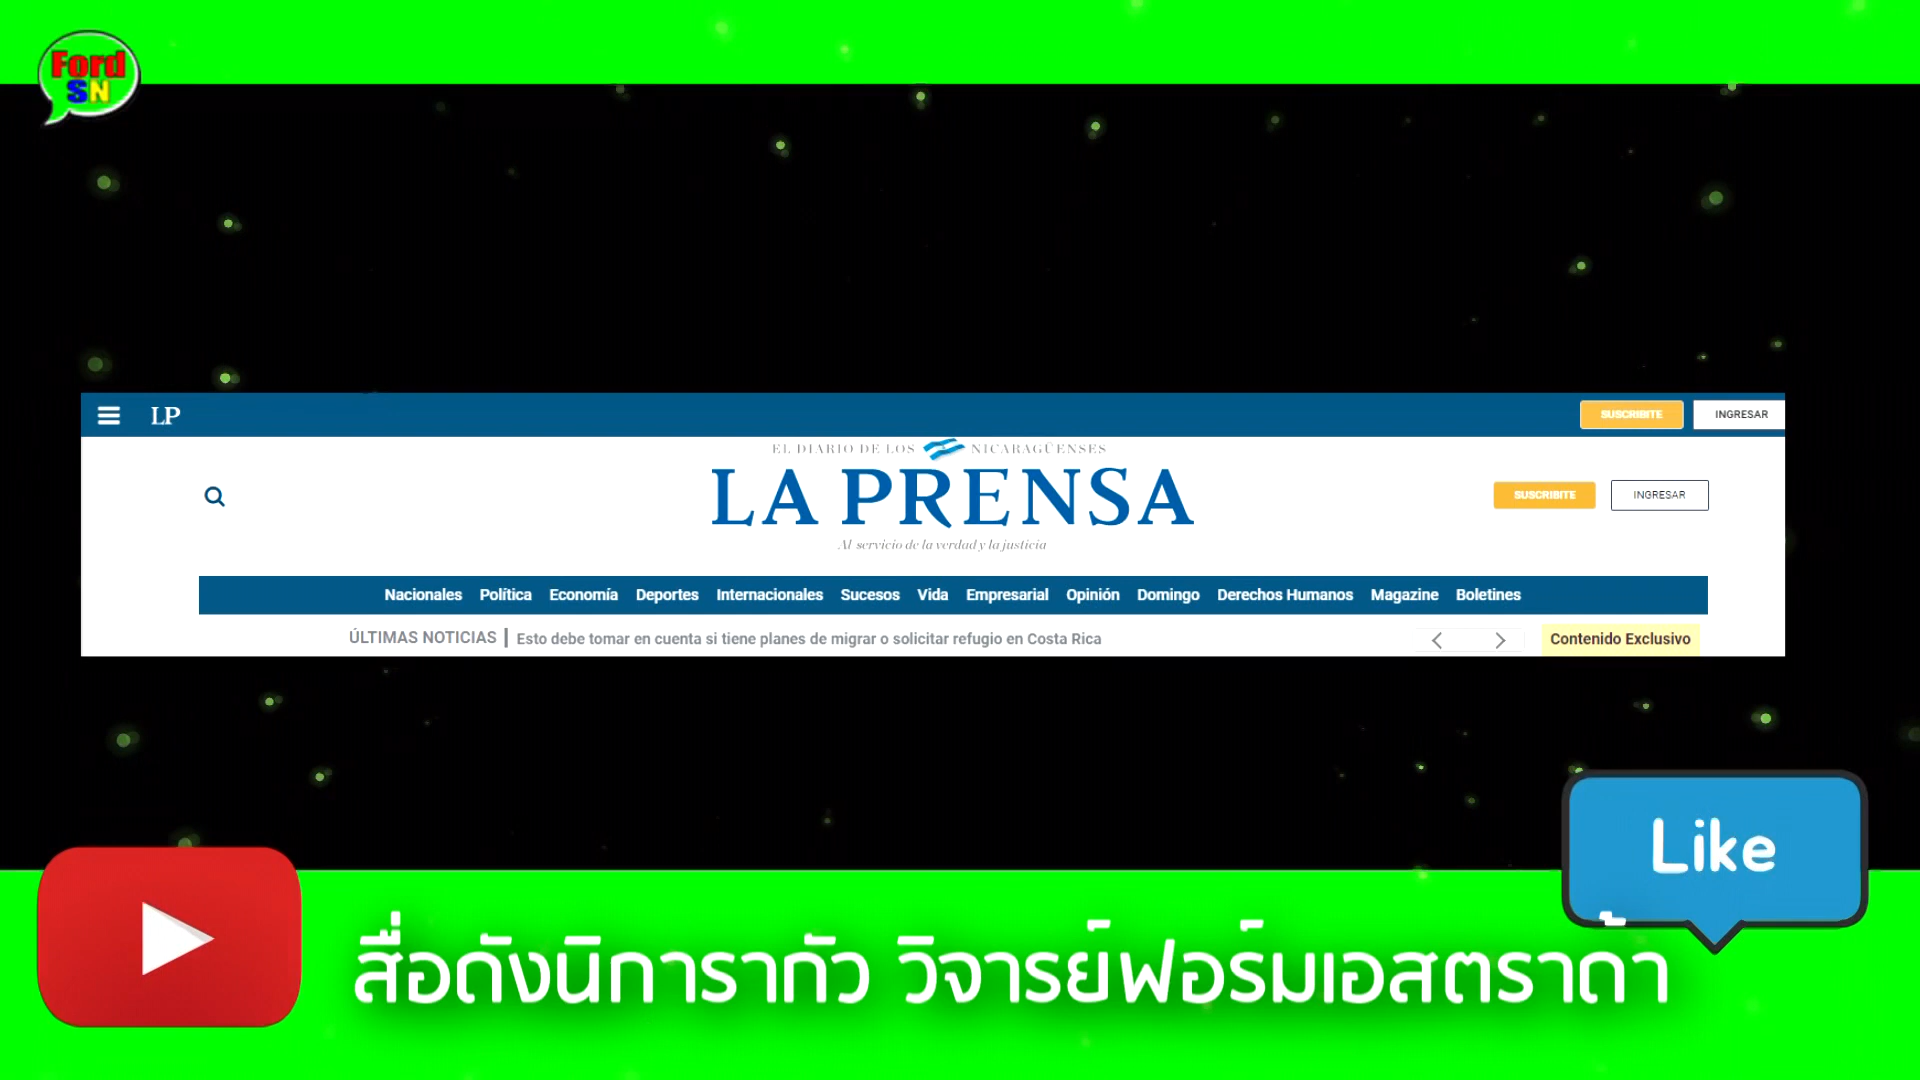 Ford
SN
LP
SUSCRIBITE
INGRESAR
EL DIARIO DE LOS NICARAGÜENSES
LA PRENSA
SUSCRIBITE
INGRESAR
Al servicio de la verdad y la justicia
Nacionales Política Economía Deportes Internacionales Sucesos Vida Empresarial Opinión Domingo Derechos Humanos Magazine Boletines
ÚLTIMAS NOTICIAS | Esto debe tomar en cuenta si tiene planes de migrar o solicitar refugio en Costa Rica
Contenido Exclusivo
Like
สื่อดังนิการากัว วิจารย์ฟอร์มเอสตราด้า